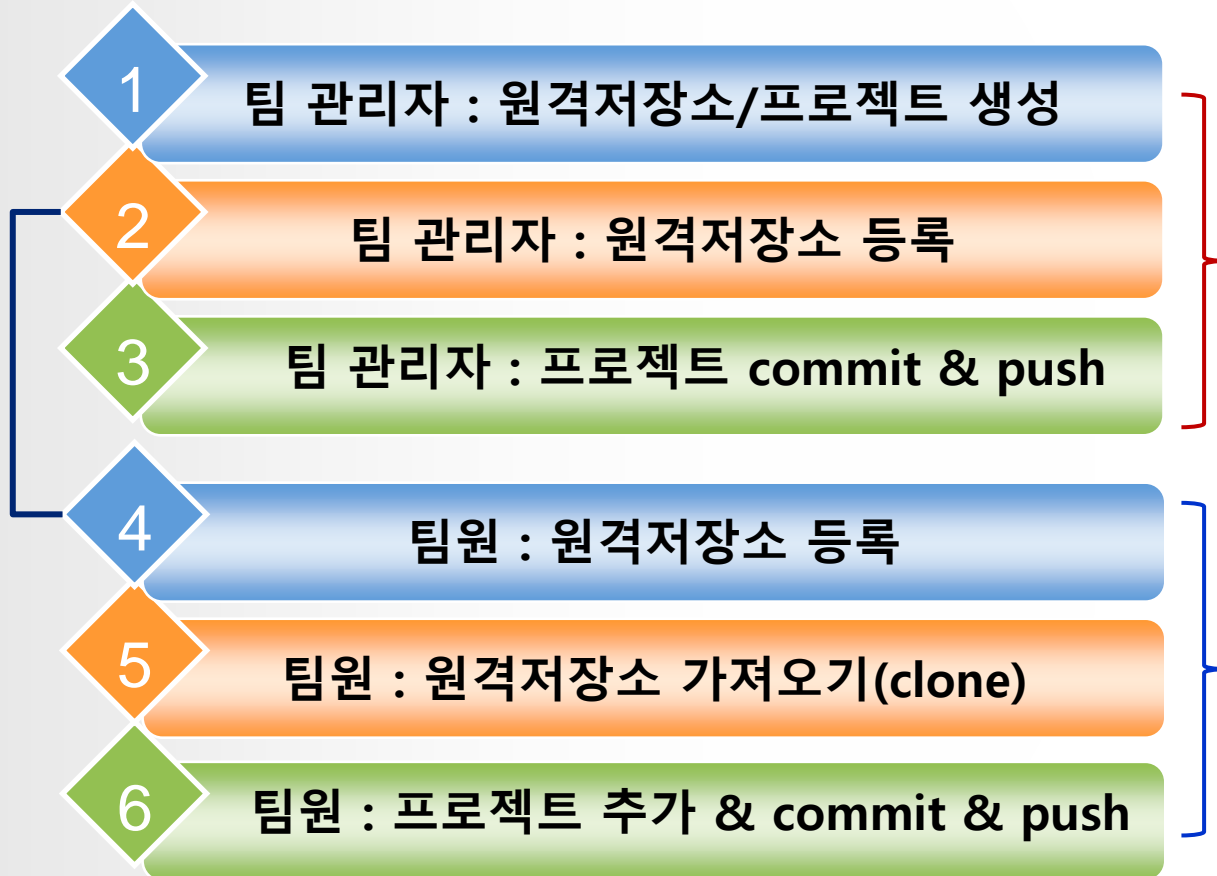 1 팀 관리자 : 원격저장소/프로젝트 생성
2 팀 관리자 : 원격저장소 등록
3 팀 관리자 : 프로젝트 commit & push
4 팀원 : 원격저장소 등록
5 팀원 : 원격저장소 가져오기(clone)
6 팀원 : 프로젝트 추가 & commit & push